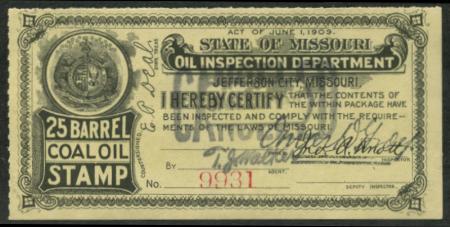 ACT OF JUNE 1, 1909.
STATE OF MISSOURI
OIL INSPECTION DEPARTMENT
JEFFERSON CITY, MISSOURI.
I HEREBY CERTIFY THAT THE CONTENTS OF
THE WITHIN PACKAGE HAVE
BEEN INSPECTED AND COMPLY WITH THE REQUIRE-
MENTS OF THE LAWS OF MISSOURI.
INSPECTOR
BY T. J. Walker
AGENT.
No. 9931
DEPUTY INSPECTOR.
25 BARREL
COAL OIL
STAMP
COUNTERSIGNED